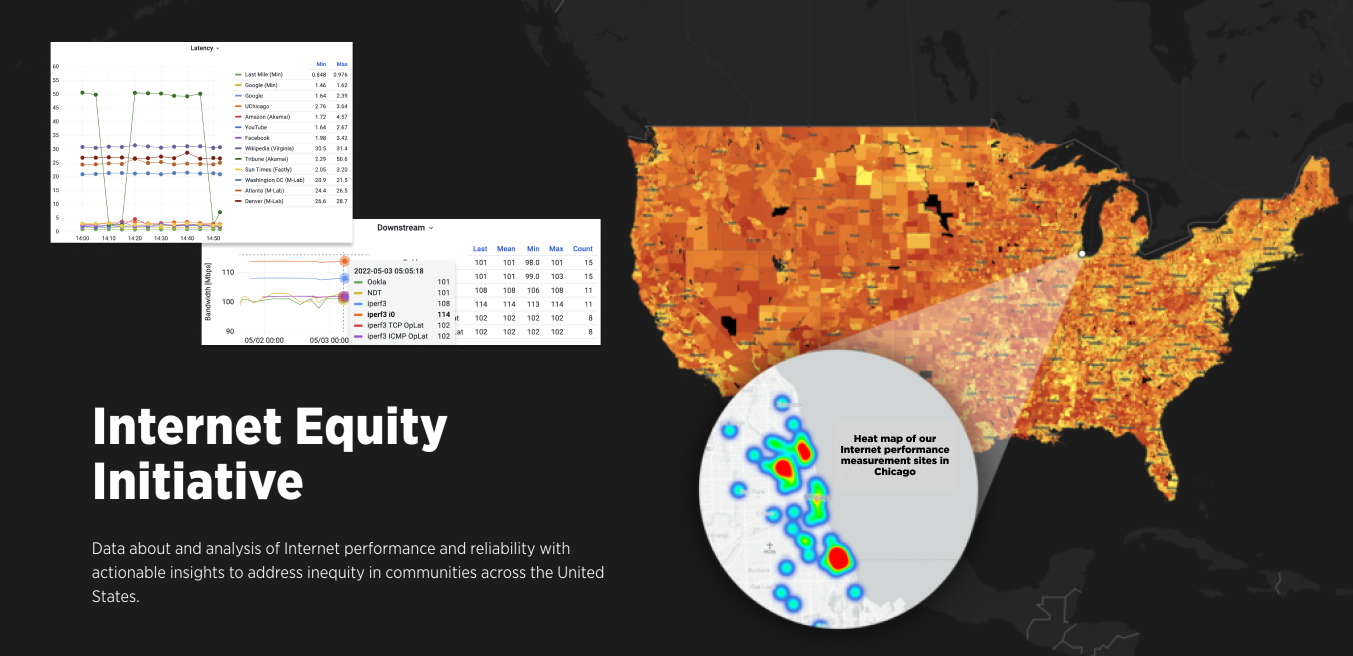 Latency
Min Max
60
55
50
45
40
35
30
25
20
15
10
5
0
14:00 14:10 14:20 14:30 14:40 14:50
Last Mile (Min) 0.848 0.976
Google (Min) 1.46 1.62
Google 1.64 2.39
UChicago 2.76 3.64
Amazon (Akamai) 1.72 4.57
YouTube 1.64 2.67
Facebook 1.98 3.42
Wikipedia (Virginia) 30.5 31.4
Tribune (Akamai) 2.29 50.6
Sun Times (Fastly) 2.05 3.20
Washington DC (M-Lab) 20.9 21.5
Atlanta (M-Lab) 24.4 26.5
Denver (M-Lab) 26.6 28.7
Downstream
Last Mean Min Max Count
101 101 98.0 101 15
101 101 99.0 103 15
108 108 106 108 11
114 114 113 114 11
102 102 102 102 8
102 102 102 102 8
Bandwidth [Mbps]
110
100
90
05/02 00:00 05/03 00:00
2022-05-03 05:05:18
Ookla 101
NDT 101
iperf3 108
iperf3 i0 114
iperf3 TCP OpLat 102
iperf3 ICMP OpLat 102
Internet Equity
Initiative
Data about and analysis of Internet performance and reliability with
actionable insights to address inequity in communities across the United
States.
Heat map of our
Internet performance
measurement sites in
Chicago